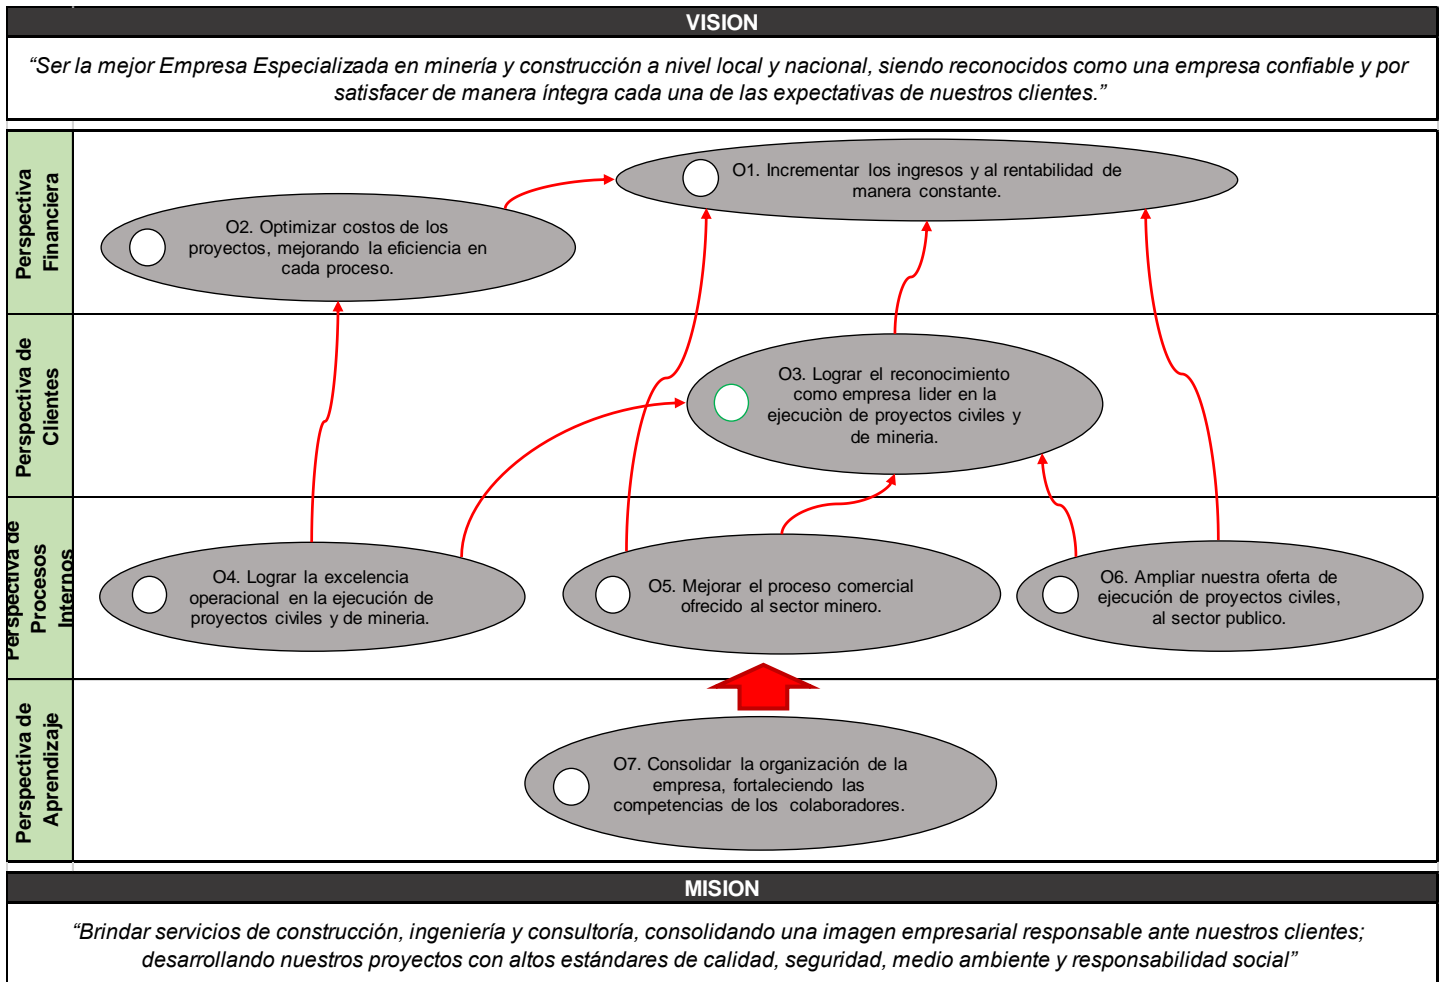 VISION
“Ser la mejor Empresa Especializada en minería y construcción a nivel local y nacional, siendo reconocidos como una empresa confiable y por
satisfacer de manera íntegra cada una de las expectativas de nuestros clientes.”
Perspectiva
Financiera
O1. Incrementar los ingresos y al rentabilidad de
manera constante.
O2. Optimizar costos de los
proyectos, mejorando la eficiencia en
cada proceso.
Perspectiva de
Clientes
O3. Lograr el reconocimiento
como empresa lider en la
ejecuciòn de proyectos civiles y
de mineria.
Perspectiva de
Procesos
Internos
O4. Lograr la excelencia
operacional en la ejecución de
proyectos civiles y de mineria.
O5. Mejorar el proceso comercial
ofrecido al sector minero.
O6. Ampliar nuestra oferta de
ejecución de proyectos civiles,
al sector publico.
Perspectiva de
Aprendizaje
O7. Consolidar la organización de la
empresa, fortaleciendo las
competencias de los colaboradores.
MISION
“Brindar servicios de construcción, ingeniería y consultoría, consolidando una imagen empresarial responsable ante nuestros clientes;
desarrollando nuestros proyectos con altos estándares de calidad, seguridad, medio ambiente y responsabilidad social”